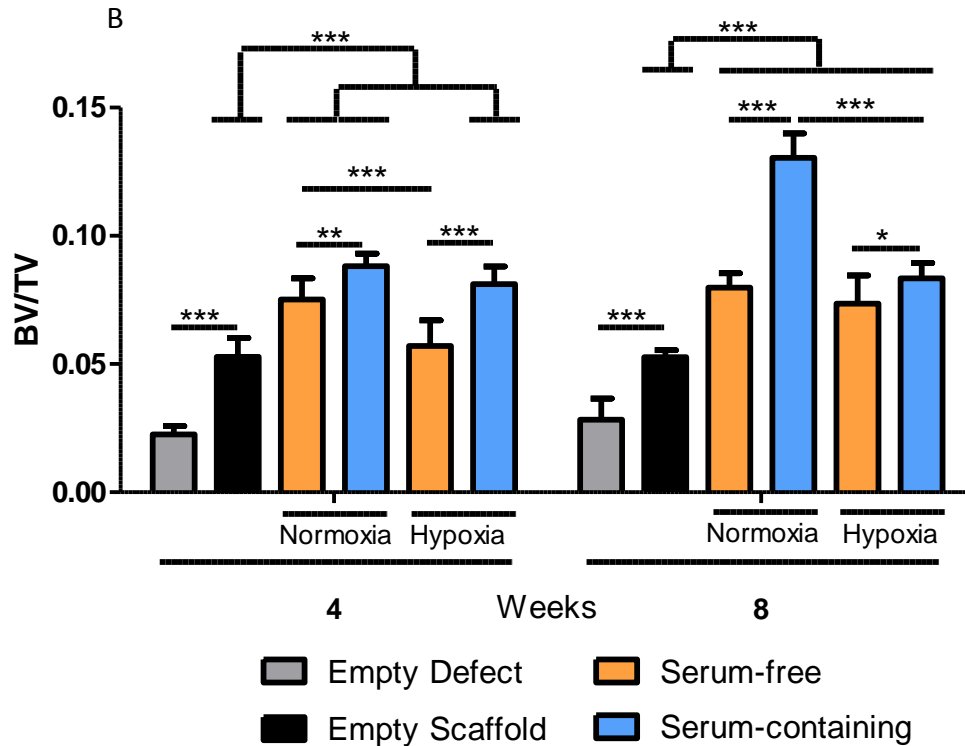 B
*** ***
0.15
*** ***
***
0.10
** *** *
*** ***
0.05
0.00
BV/TV
Normoxia Hypoxia Normoxia Hypoxia
4 Weeks 8
Empty Defect Serum-free
Empty Scaffold Serum-containing